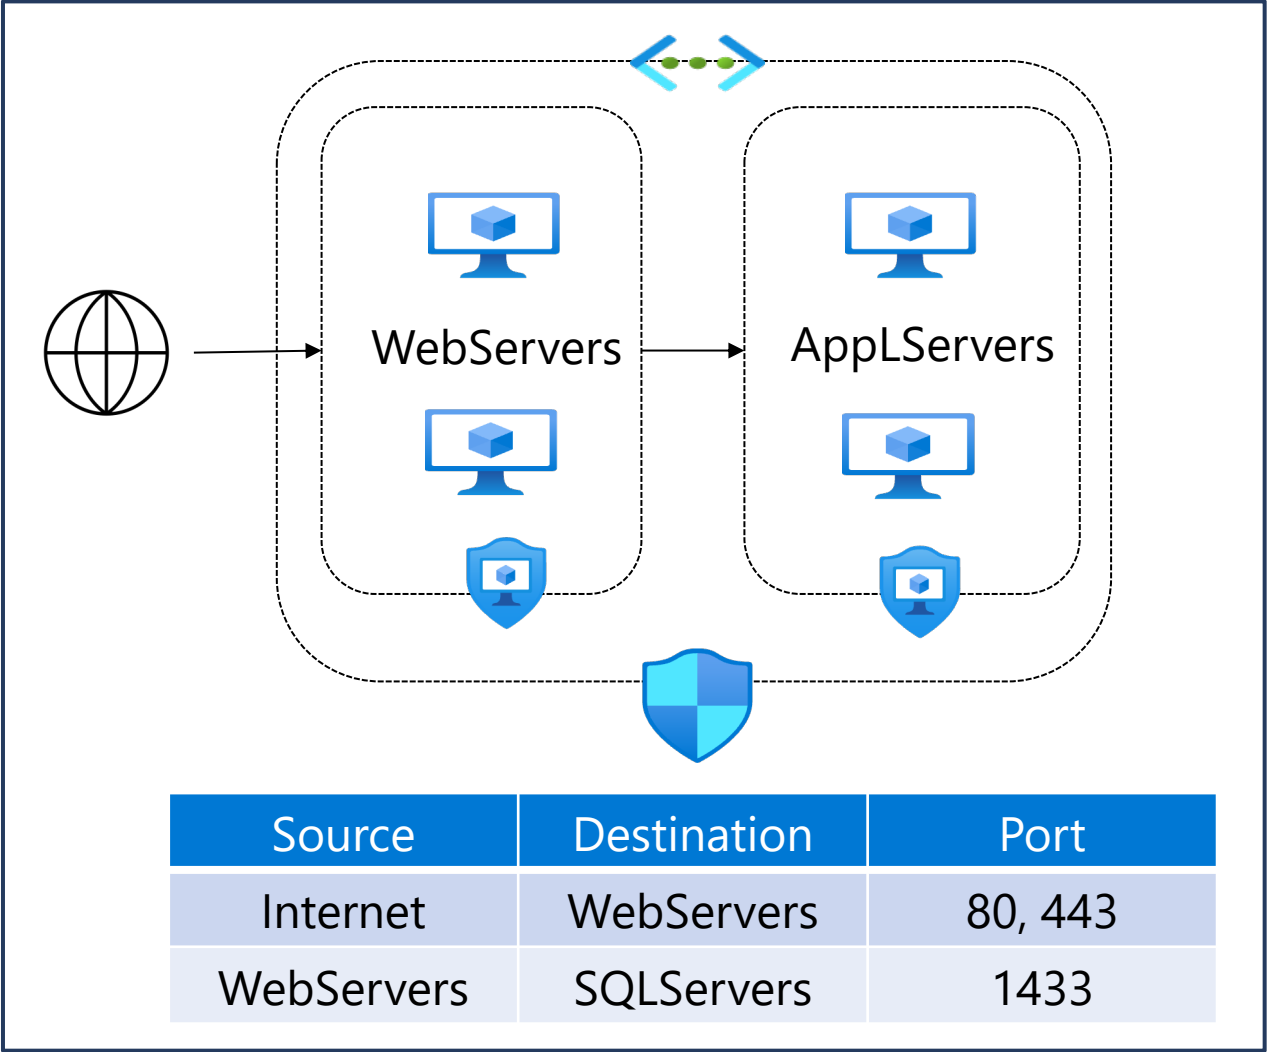 WebServers
AppLServers
Source Destination Port
Internet WebServers 80, 443
WebServers SQLServers 1433